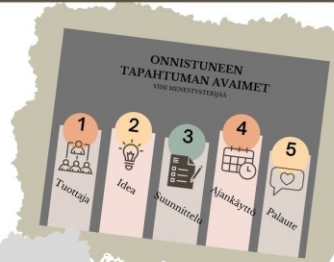 ONNISTUNEEN
TAPAHTUMAN AVAIMET
VIISI MENESTYSTEKIJÄÄ
1
2
3
4
5
Tuottaja
Idea
Suunnittelu
Ajankäyttö
Palaute